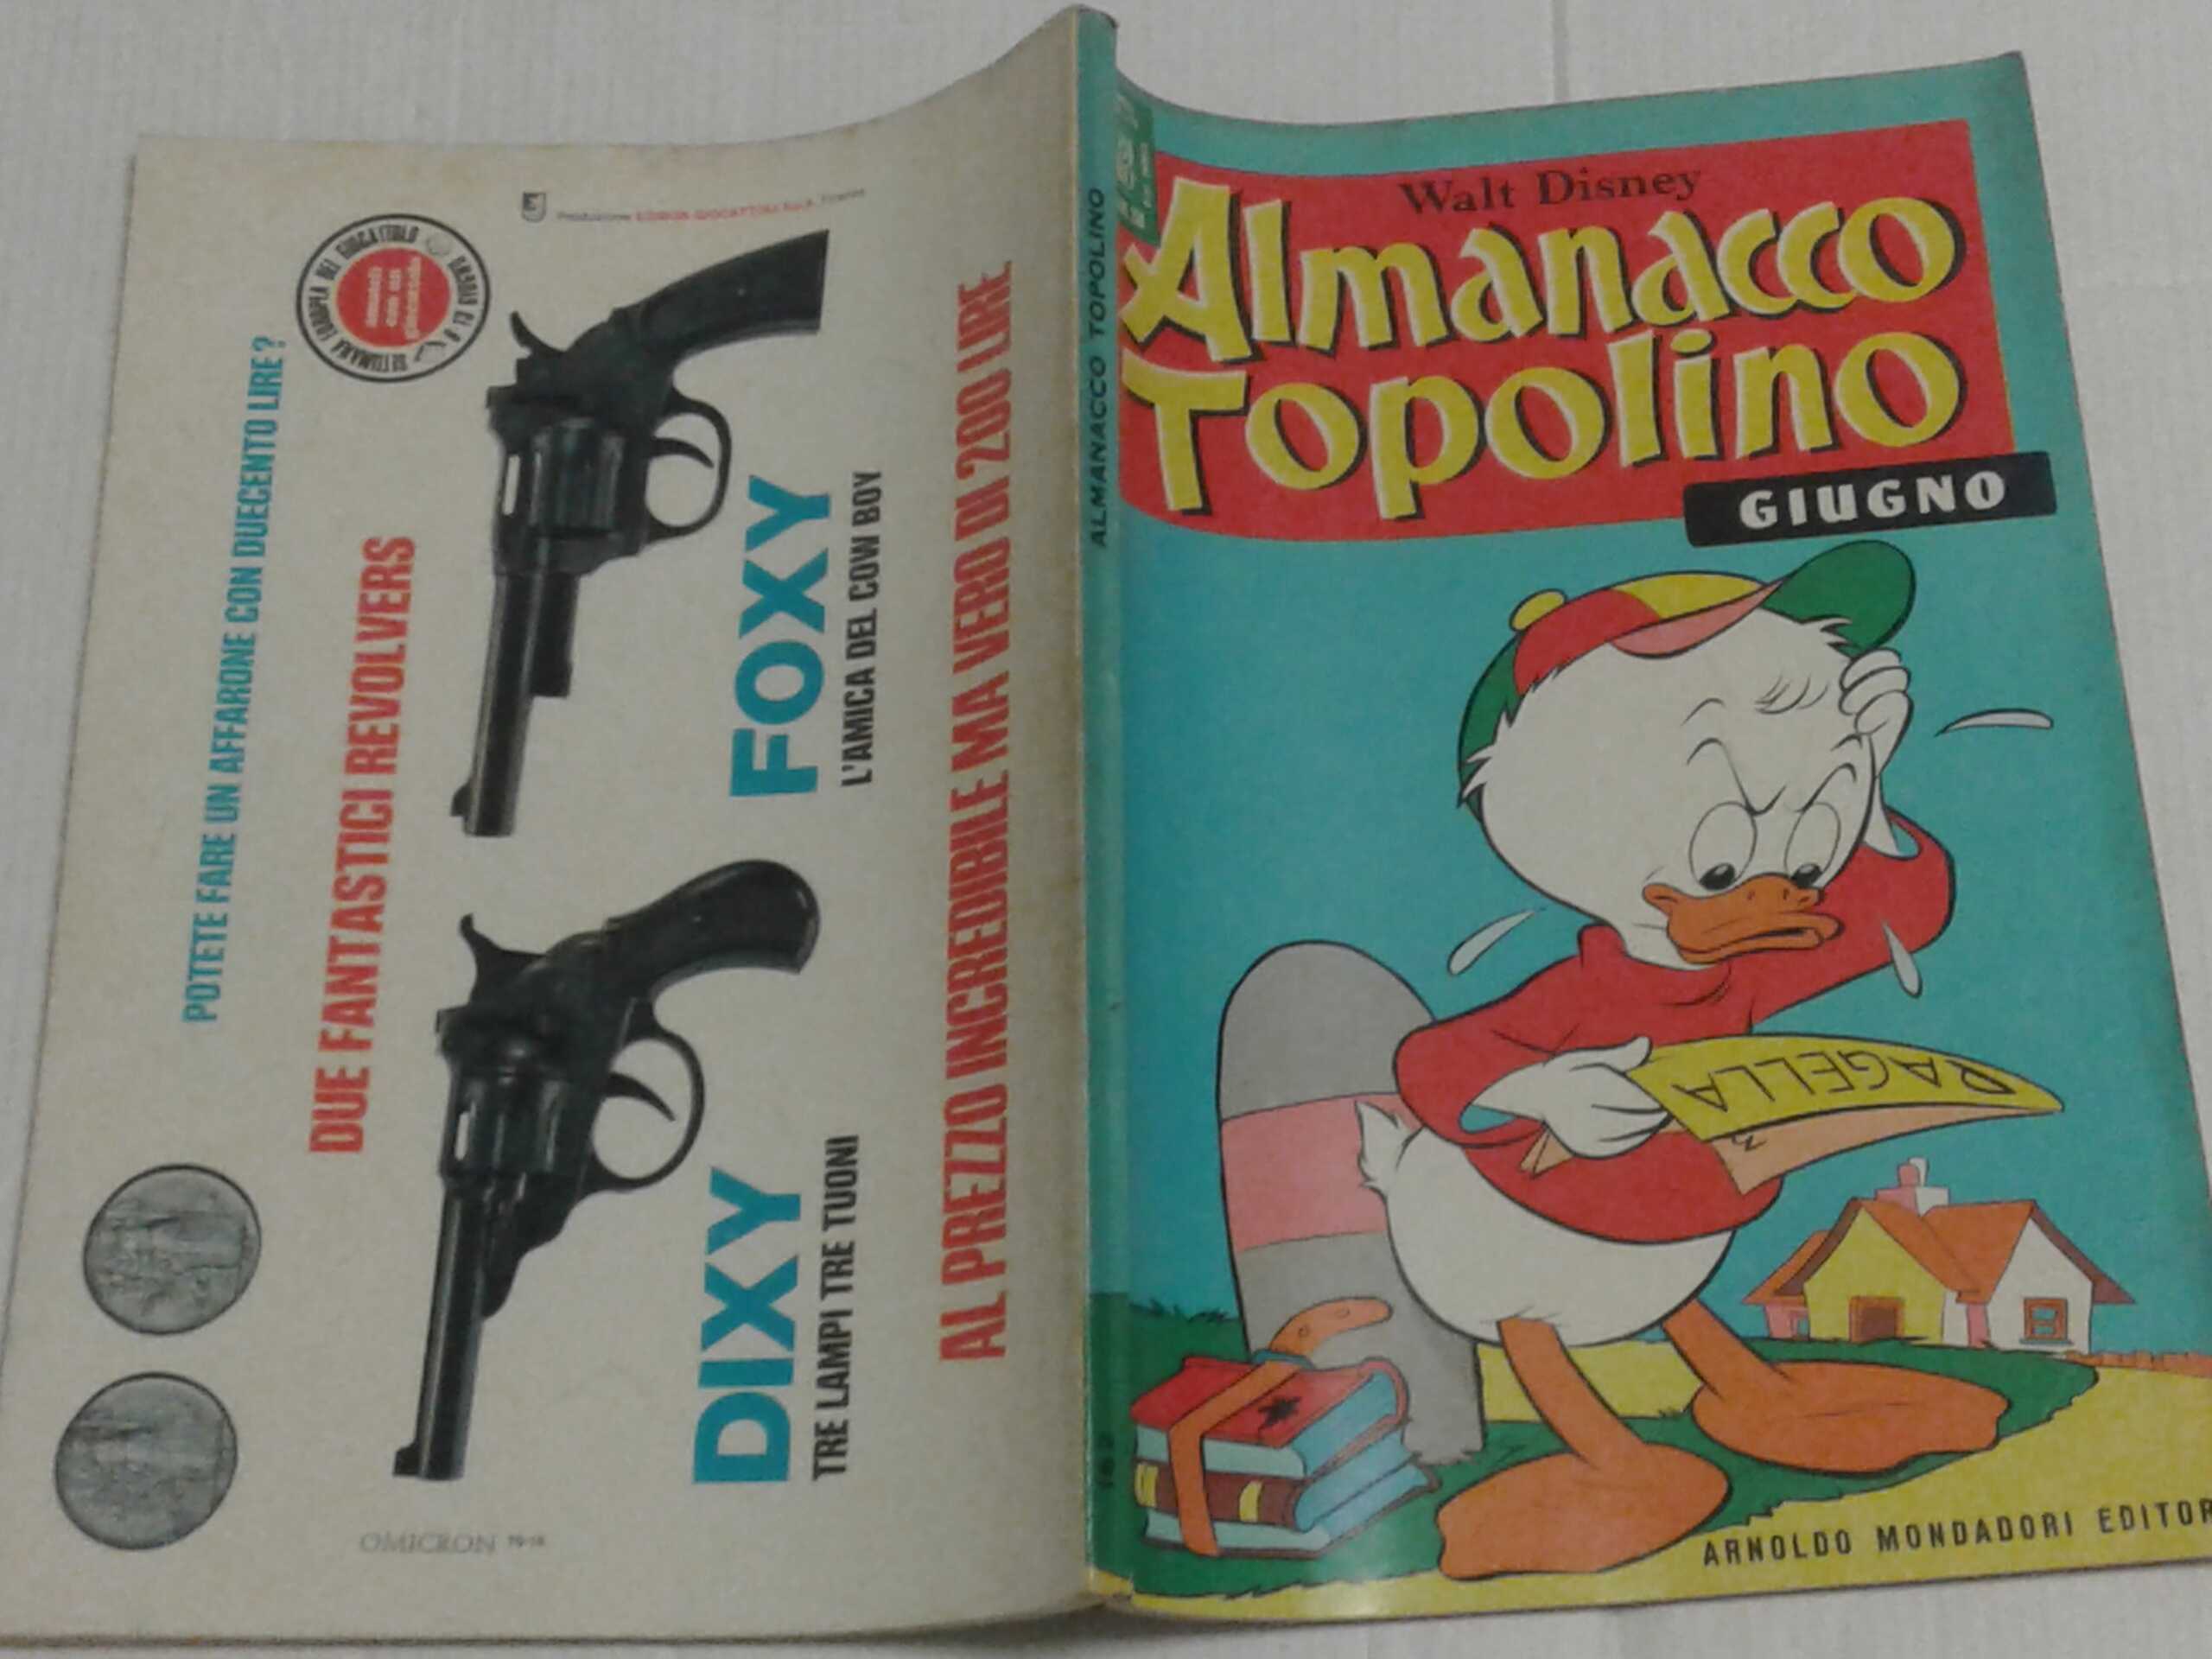 Walt Disney
Almanacco
Topolino
GIUGNO
PAGELLA
ARNOLDO MONDADORI EDITOR
ALMANACCO TOPOLINO
POTETE FARE UN AFFARONE CON DUECENTO LIRE?
DUE FANTASTICI REVOLVERS
FOXY
L'AMICA DEL COW BOY
DIXY
TRE LAMPI TRE TUONI
AL PREZZO INCREDIBILE MA VERO DI 200 LIRE
OMICRON
Produzione